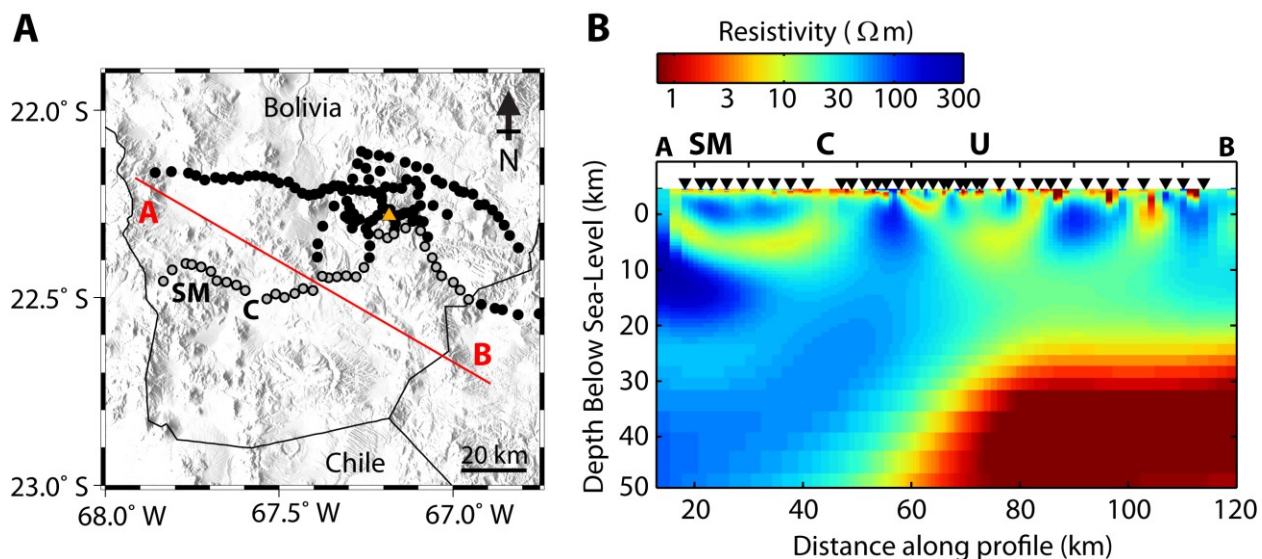 A
Bolivia
N
22.0° S
22.5° S
23.0° S
A
SM
C
B
Chile
20 km
68.0° W
67.5° W
67.0° W
B
Resistivity ( Ω m)
1 3 10 30 100 300
A SM C U B
Depth Below Sea-Level (km)
0
10
20
30
40
50
20 40 60 80 100 120
Distance along profile (km)